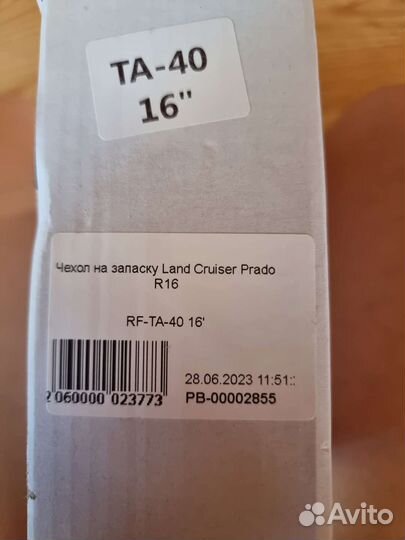 TA-40
16"
Чехол на запаску Land Cruiser Prado
R16
RF-TA-40 16'
28.06.2023 11:51:
2 060000 023773
PB-00002855
Avito